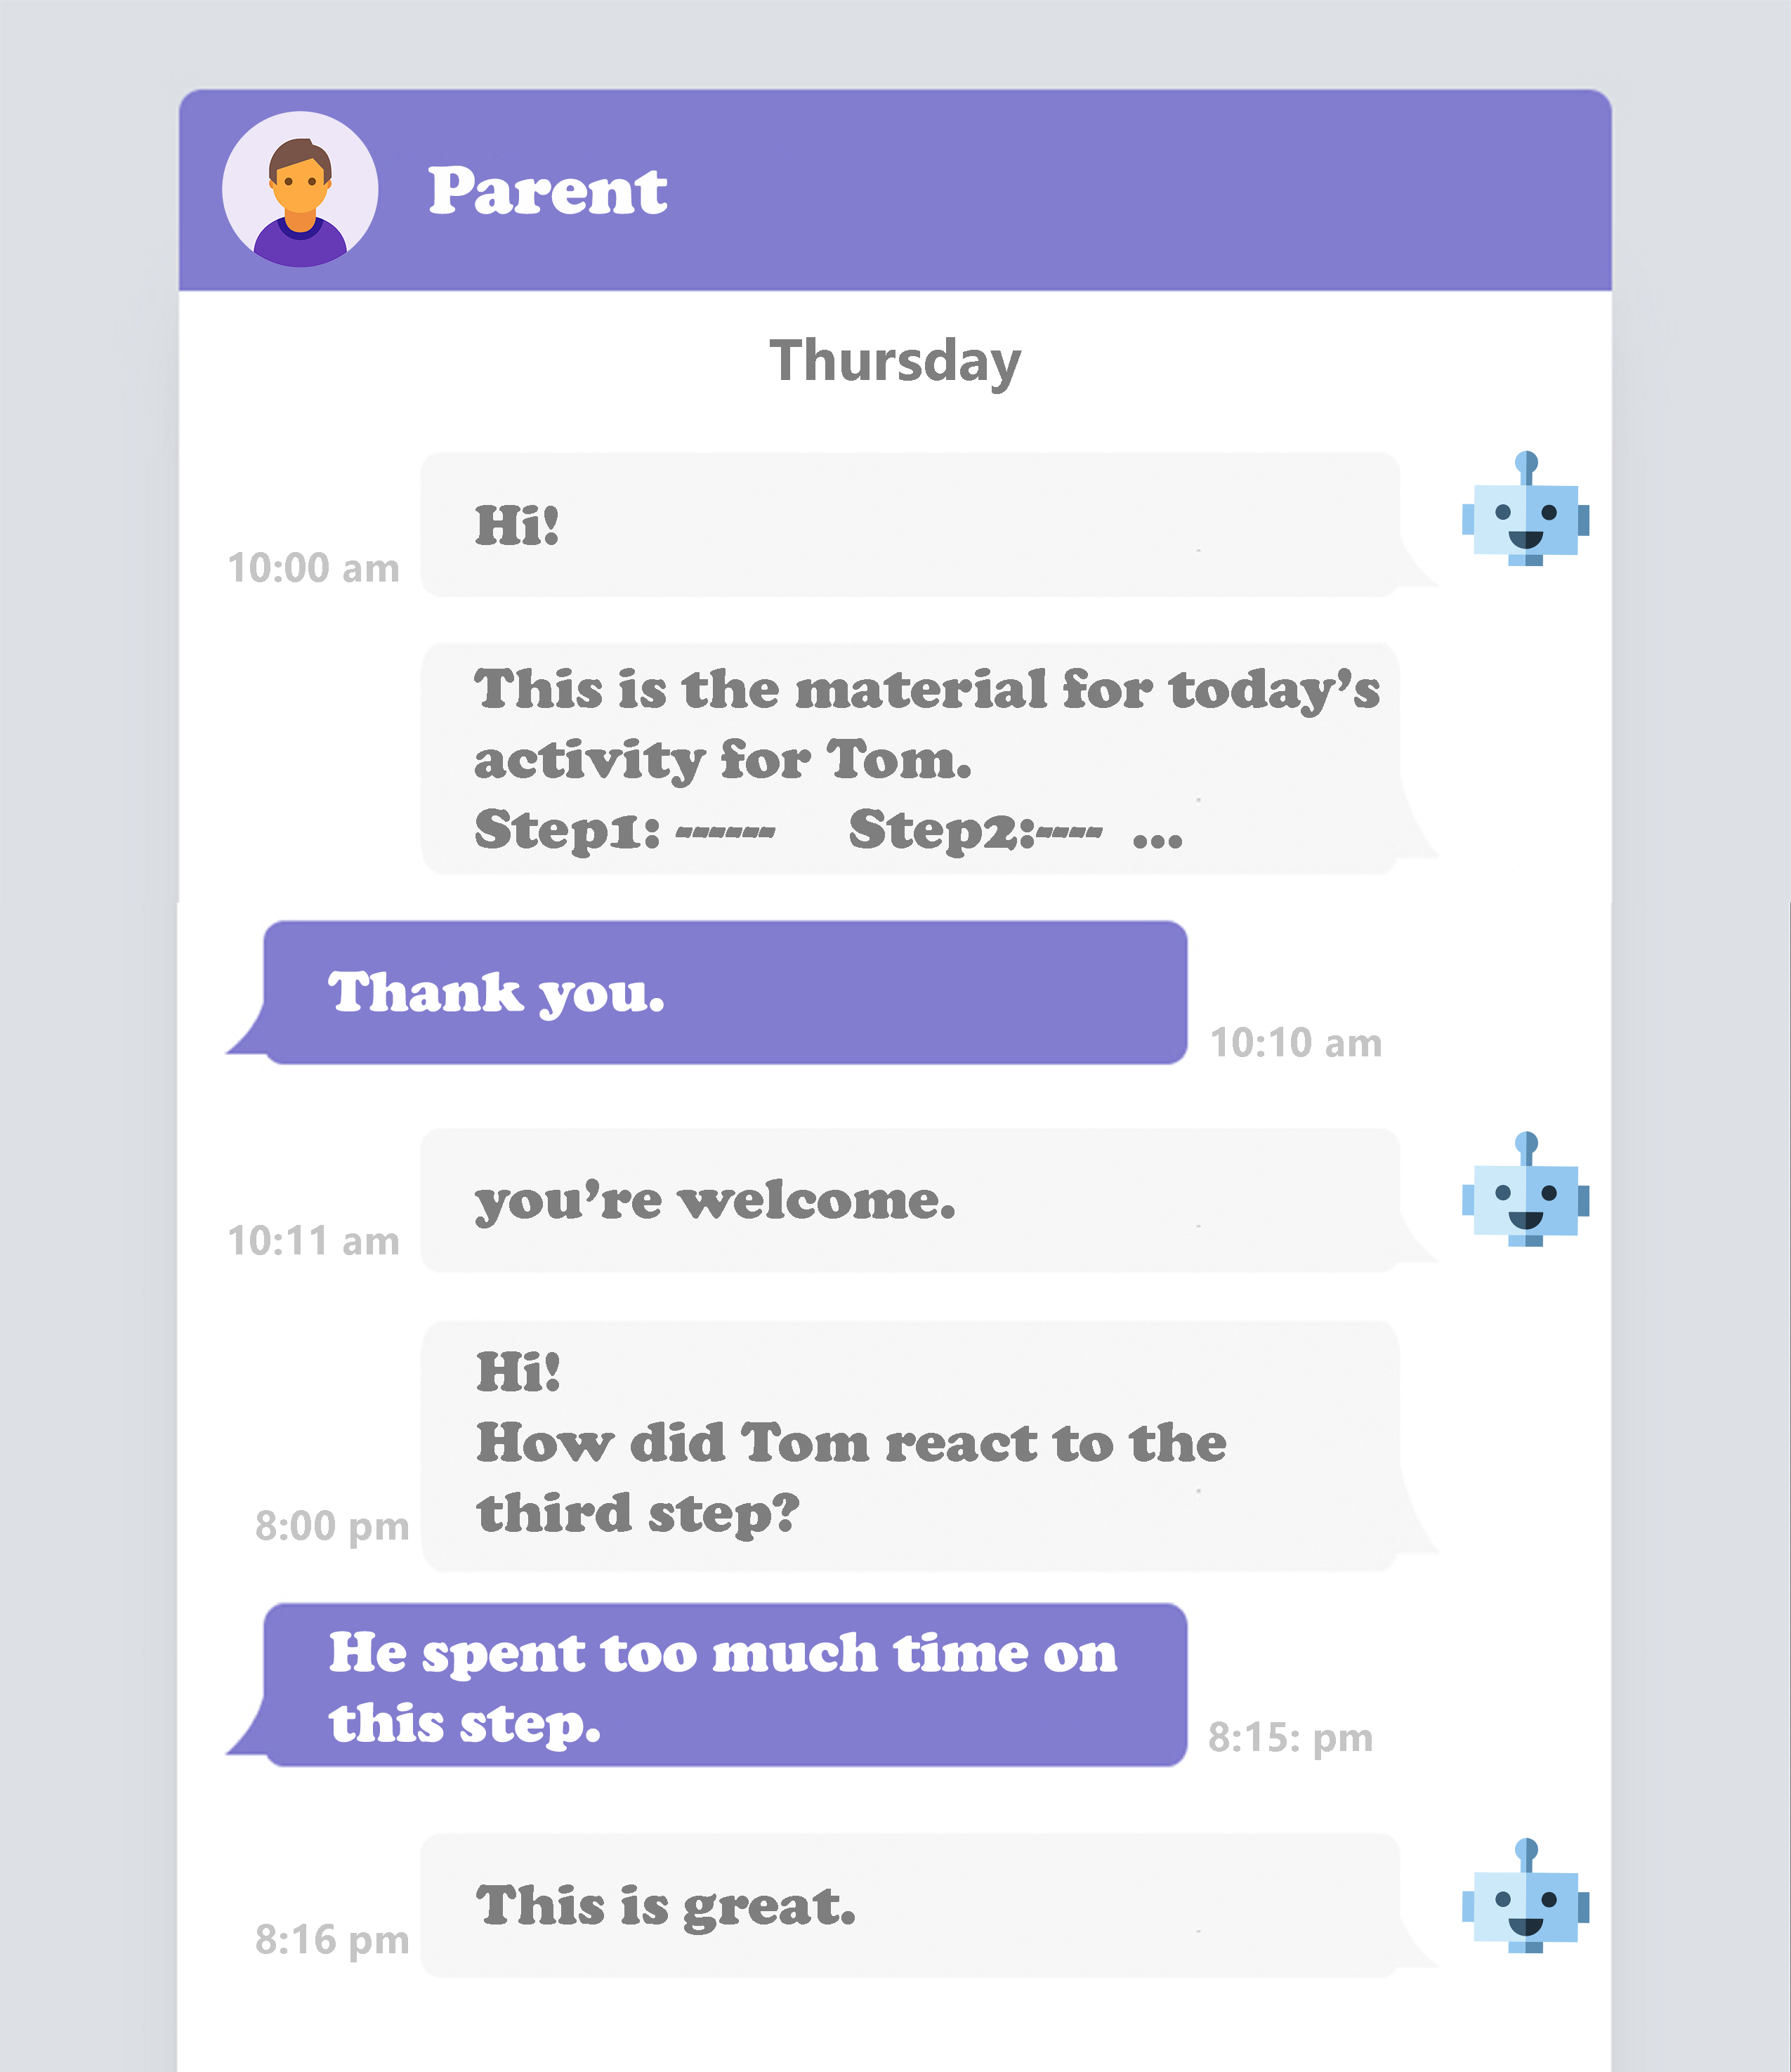 Parent
Thursday
Hi!
10:00 am
This is the material for today's
activity for Tom.
Step1: ------ Step2:---- ...
Thank you.
10:10 am
you're welcome.
10:11 am
Hi!
How did Tom react to the
third step?
8:00 pm
He spent too much time on
this step.
8:15: pm
This is great.
8:16 pm